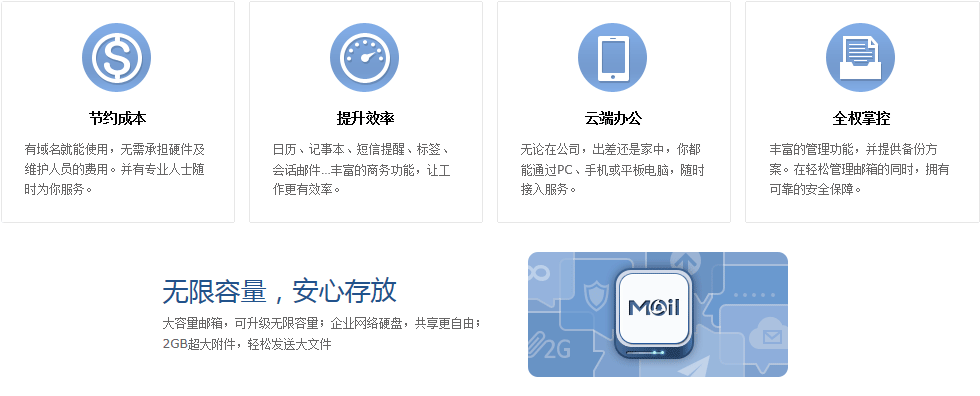 节约成本
有域名就能使用，无需承担硬件及
维护人员的费用。并有专业人士随
时为你服务。
提升效率
日历、记事本、短信提醒、标签、
会话邮件...丰富的商务功能，让工
作更有效率。
云端办公
无论在公司，出差还是家中，你都
能通过PC、手机或平板电脑，随时
接入服务。
全权掌控
丰富的管理功能，并提供备份方
案。在轻松管理邮箱的同时，拥有
可靠的安全保障。
无限容量，安心存放
大容量邮箱，可升级无限容量；企业网络硬盘，共享更自由；
2GB超大附件，轻松发送大文件
Mail
2G